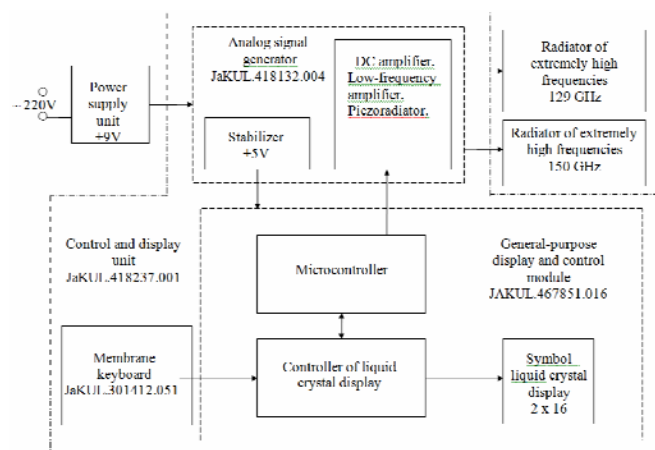 Analog signal
generator
JaKUL.418132.004
DC amplifier.
Low-frequency
amplifier.
Piezoradiator.
Radiator of
extremely high
frequencies
129 GHz
~220V
Power
supply
unit
+9V
Stabilizer
+5V
Radiator of extremely
high frequencies
150 GHz
Control and display
unit
JaKUL.418237.001
Microcontroller
General-purpose
display and control
module
JAKUL.467851.016
Membrane
keyboard
JaKUL.301412.051
Controller of liquid
crystal display
Symbol
liquid crystal
display
2 x 16